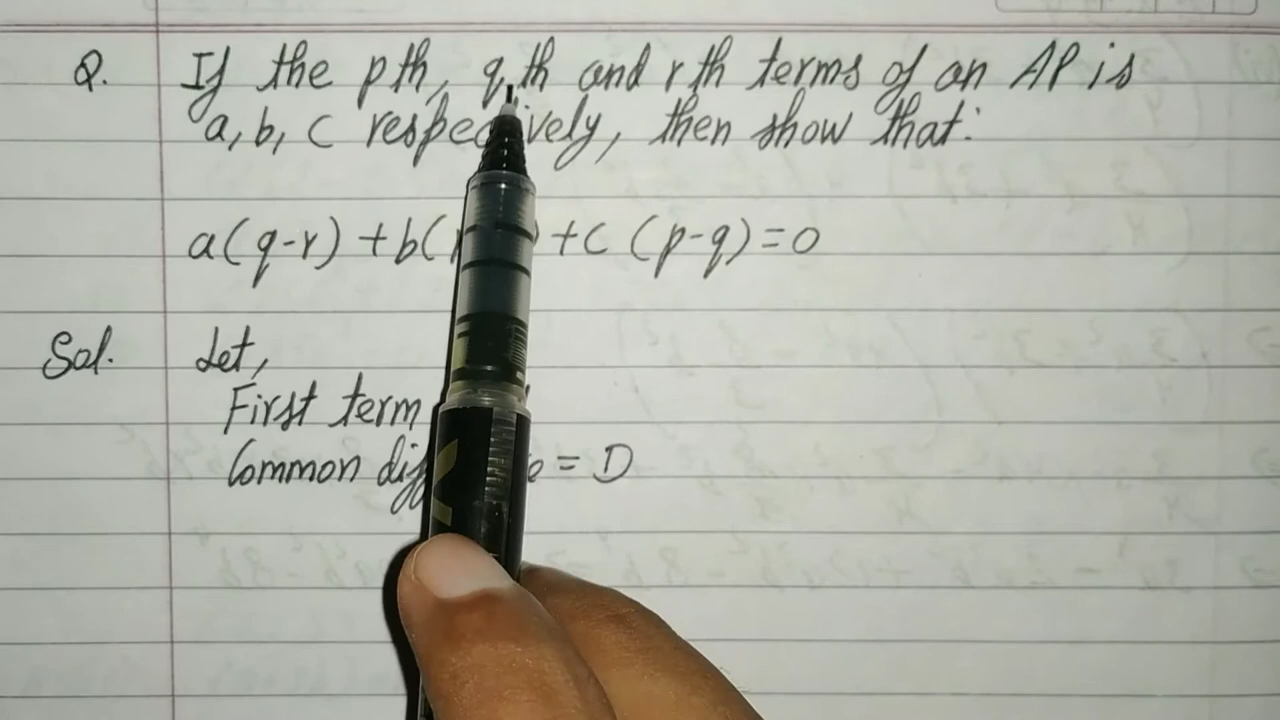 Q. If the pth, qth and rth terms of an AP is
a, b, c respectively, then show that:
a(q-r) + b( +c (p-q)=0
Sol. Let,
First term
Common = D